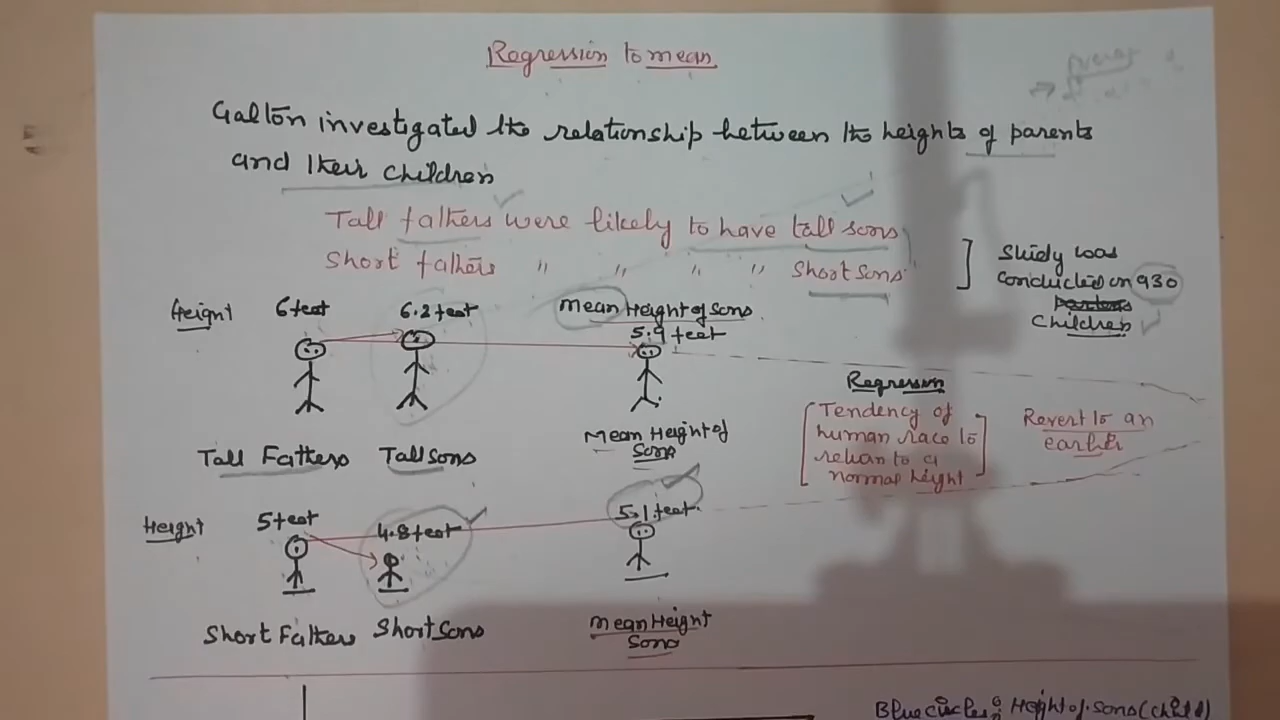 Regression to mean
Galton investigated the relationship between the heights of parents
and their children
Tall fathers were likely to have tall sons
Short fathers " " " " Short sons
Study was
conducted on 930
Children
Height 6 feet 6.2 feet mean Height of Sons
5.9 feet
Regression
Tendency of
human race to
return to a
normal height
Revert to an
earlier
Tall Fathers Tall sons Mean Height of
Sons
Height 5 feet 4.8 feet 5.1 feet
Short Fathers Short Sons mean Height
Sons
Blue circles: Height of sons (child)